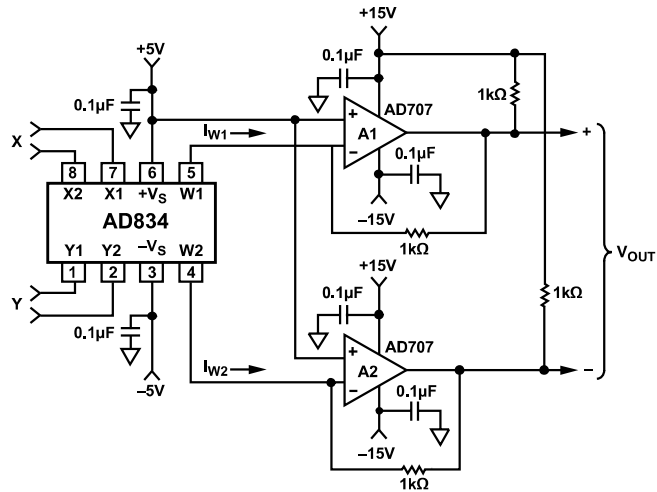 +15V
+5V
0.1µF
AD707
1kΩ
0.1µF
+
A1
−
I_W1
0.1µF
+
X
8 7 6 5
X2 X1 +V_S W1
AD834
–15V
1kΩ
V_OUT
–V_S
Y1 Y2 W2
1 2 3 4
Y
+15V
1kΩ
0.1µF
AD707
0.1µF
I_W2
+
A2
−
0.1µF
−
–5V
–15V
1kΩ